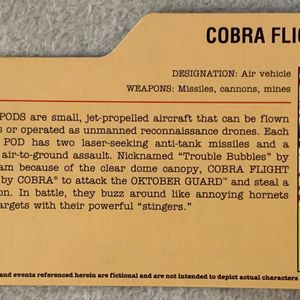 COBRA FLIG
DESIGNATION: Air vehicle
WEAPONS: Missiles, cannons, mines
PODS are small, jet-propelled aircraft that can be flown
s or operated as unmanned reconnaissance drones. Each
POD has two laser-seeking anti-tank missiles and a
air-to-ground assault. Nicknamed "Trouble Bubbles" by
am because of the clear dome canopy, COBRA FLIGHT
by COBRA® to attack the OKTOBER GUARD™ and steal a
on. In battle, they buzz around like annoying hornets
argets with their powerful "stingers."
and events referenced herein are fictional and are not intended to depict actual characters